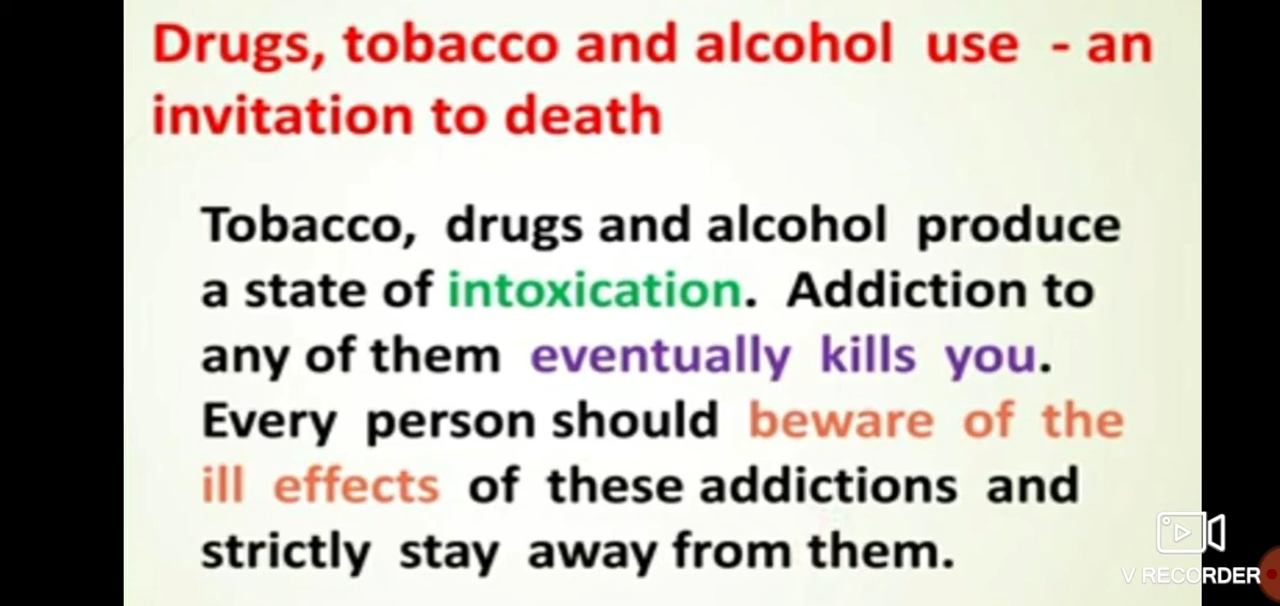 Drugs, tobacco and alcohol use - an
invitation to death
Tobacco, drugs and alcohol produce
a state of intoxication. Addiction to
any of them eventually kills you.
Every person should beware of the
ill effects of these addictions and
strictly stay away from them.
V RECORDER